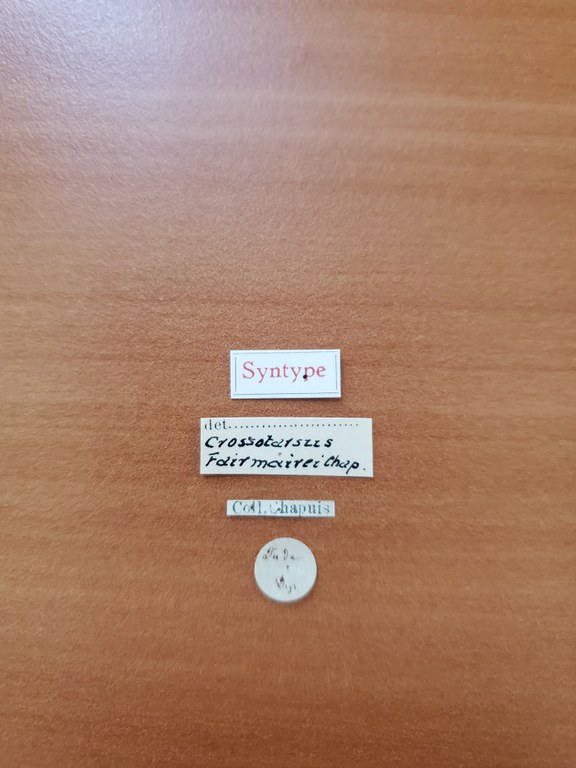 Syntype
det..........................
Crossotarsus
Fairmairei Chap.
Coll. Chapuis